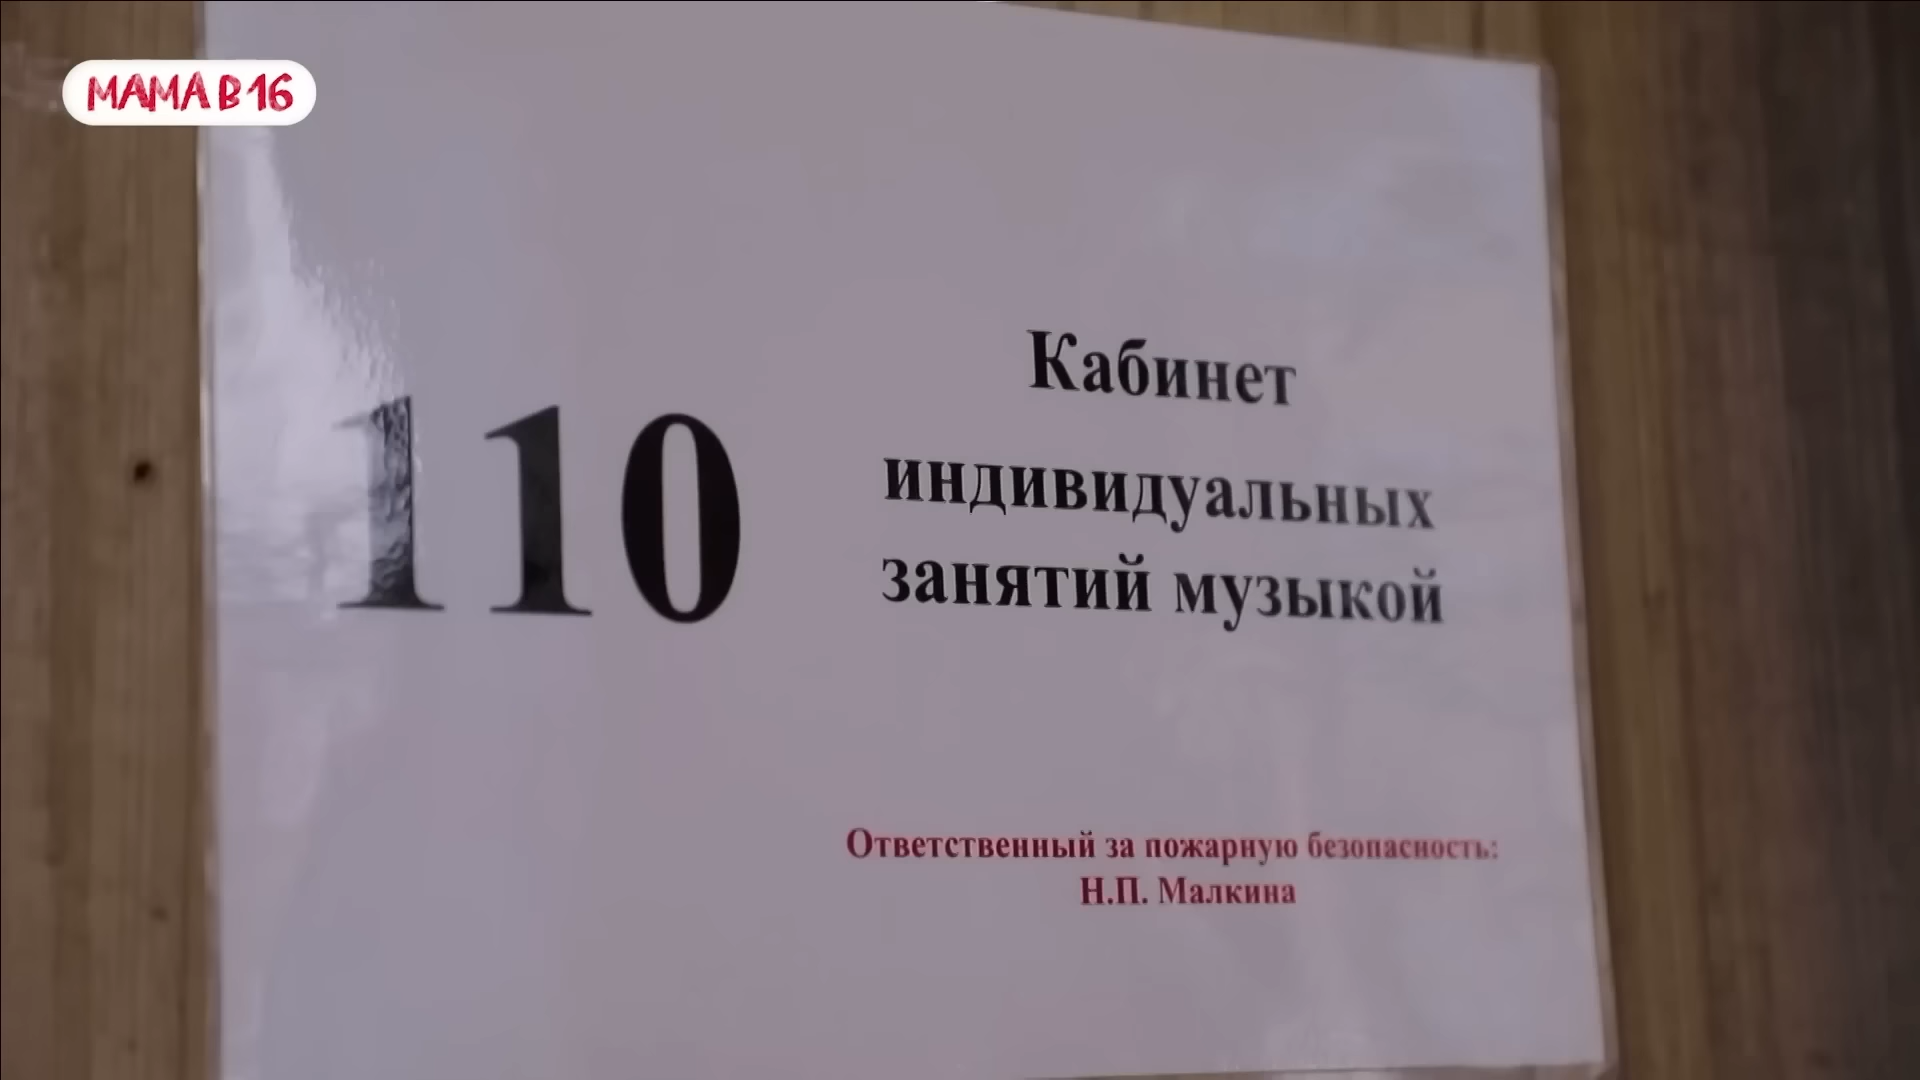 МАМА В 16
110
Кабинет
индивидуальных
занятий музыкой
Ответственный за пожарную безопасность:
Н.П. Малкина